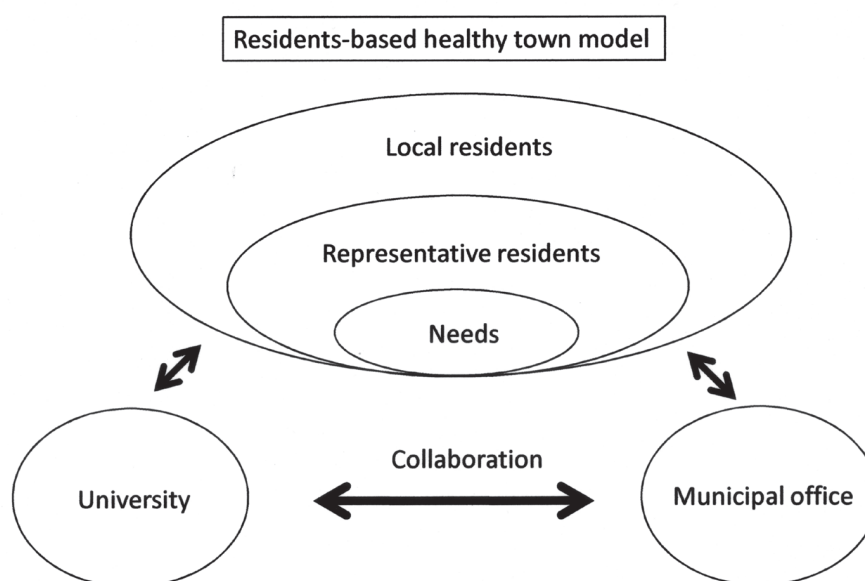 Residents-based healthy town model
Local residents
Representative residents
Needs
Collaboration
University
Municipal office